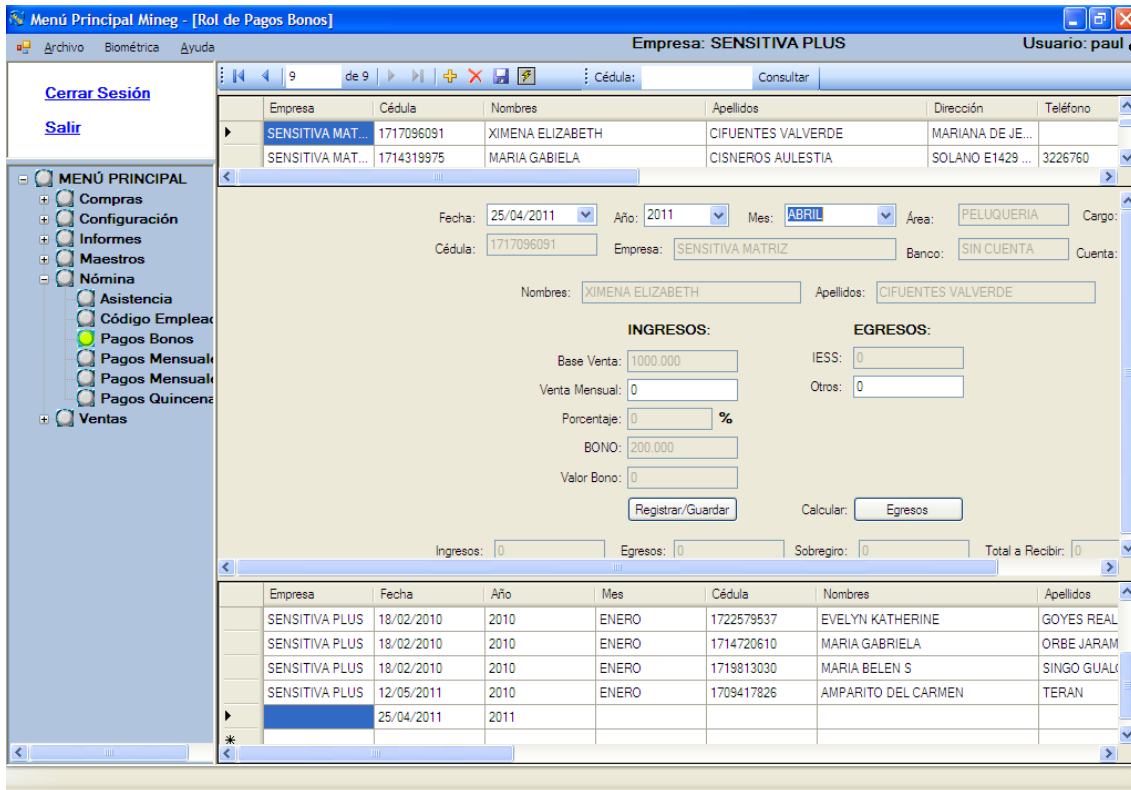 Menú Principal Mineg - [Rol de Pagos Bonos]
Archivo Biométrica Ayuda Empresa: SENSITIVA PLUS Usuario: paul
Cerrar Sesión
Salir
MENÚ PRINCIPAL
Compras
Configuración
Informes
Maestros
Nómina
Asistencia
Código Emplead
Pagos Bonos
Pagos Mensuale
Pagos Mensuale
Pagos Quincena
Ventas
9 de 9 Cédula: Consultar
Empresa Cédula Nombres Apellidos Dirección Teléfono
SENSITIVA MAT... 1717096091 XIMENA ELIZABETH CIFUENTES VALVERDE MARIANA DE JE...
SENSITIVA MAT... 1714319975 MARIA GABIELA CISNEROS AULESTIA SOLANO E1429 ... 3226760
Fecha: 25/04/2011 Año: 2011 Mes: ABRIL Área: PELUQUERIA Cargo:
Cédula: 1717096091 Empresa: SENSITIVA MATRIZ Banco: SIN CUENTA Cuenta:
Nombres: XIMENA ELIZABETH Apellidos: CIFUENTES VALVERDE
INGRESOS: EGRESOS:
Base Venta: 1000.000 IESS: 0
Venta Mensual: 0 Otros: 0
Porcentaje: 0 %
BONO: 200.000
Valor Bono: 0
Registrar/Guardar Calcular: Egresos
Ingresos: 0 Egresos: 0 Sobregiro: 0 Total a Recibir: 0
Empresa Fecha Año Mes Cédula Nombres Apellidos
SENSITIVA PLUS 18/02/2010 2010 ENERO 1722579537 EVELYN KATHERINE GOYES REAL
SENSITIVA PLUS 18/02/2010 2010 ENERO 1714720610 MARIA GABRIELA ORBE JARAM
SENSITIVA PLUS 18/02/2010 2010 ENERO 1719813030 MARIA BELEN S SINGO GUAL
SENSITIVA PLUS 12/05/2011 2010 ENERO 1709417826 AMPARITO DEL CARMEN TERAN
25/04/2011 2011